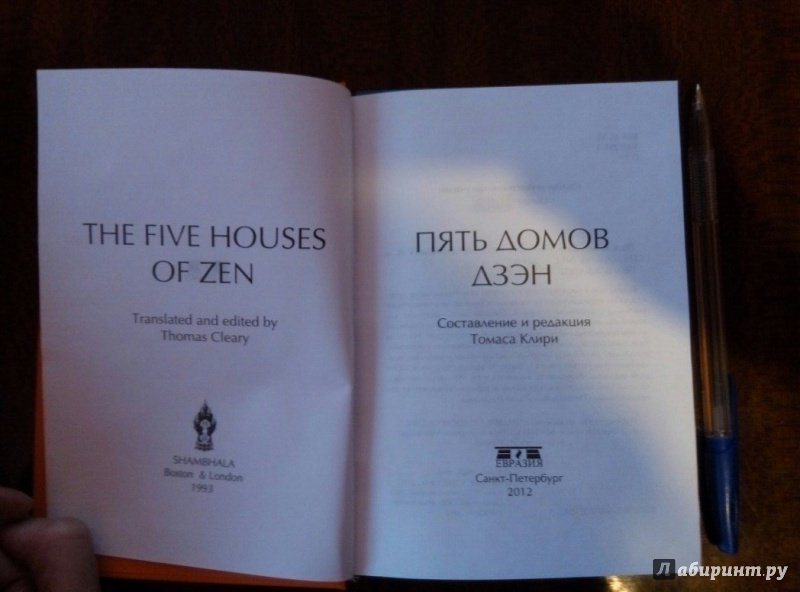 THE FIVE HOUSES
OF ZEN
Translated and edited by
Thomas Cleary
SHAMBHALA
Boston & London
1993
ПЯТЬ ДОМОВ
ДЗЭН
Составление и редакция
Томаса Клири
ЕВРАЗИЯ
Санкт-Петербург
2012
Лабиринт.ру